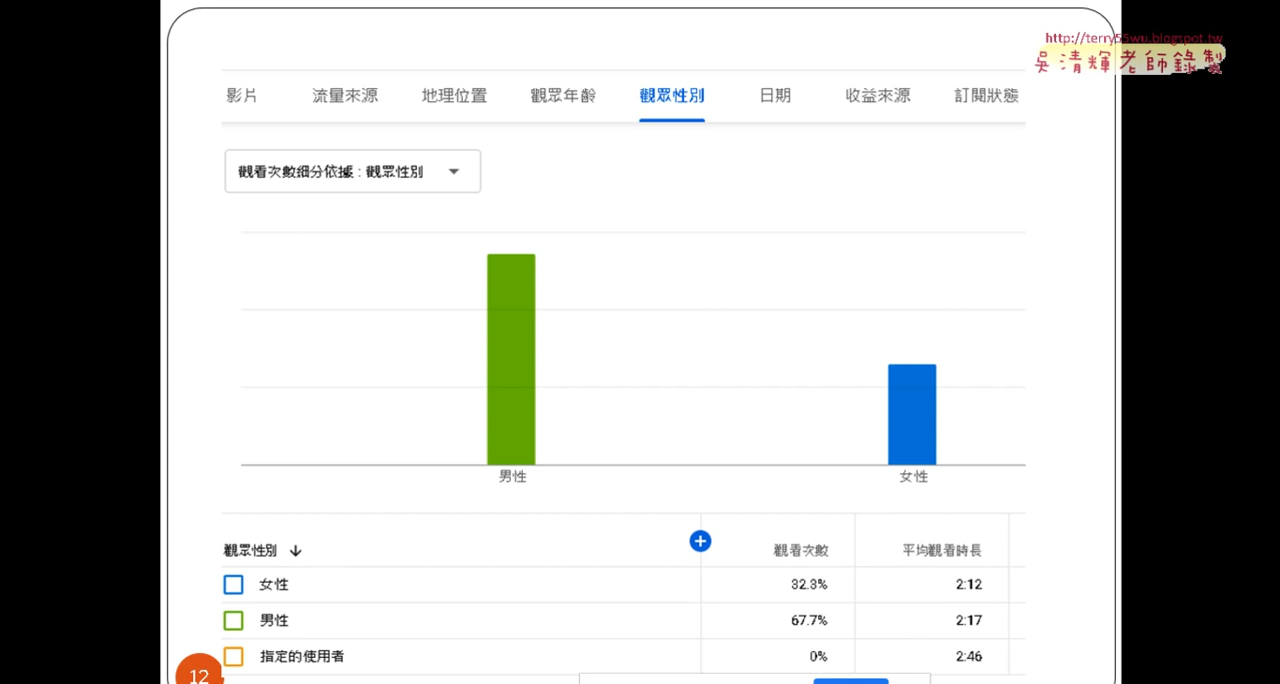 http://terry55wu.blogspot.tw
吳清輝老師錄製
影片 流量來源 地理位置 觀眾年齡 觀眾性別 日期 收益來源 訂閱狀態
觀看次數細分依據：觀眾性別
男性 女性
觀眾性別 觀看次數 平均觀看時長
女性 32.3% 2:12
男性 67.7% 2:17
指定的使用者 0% 2:46
12